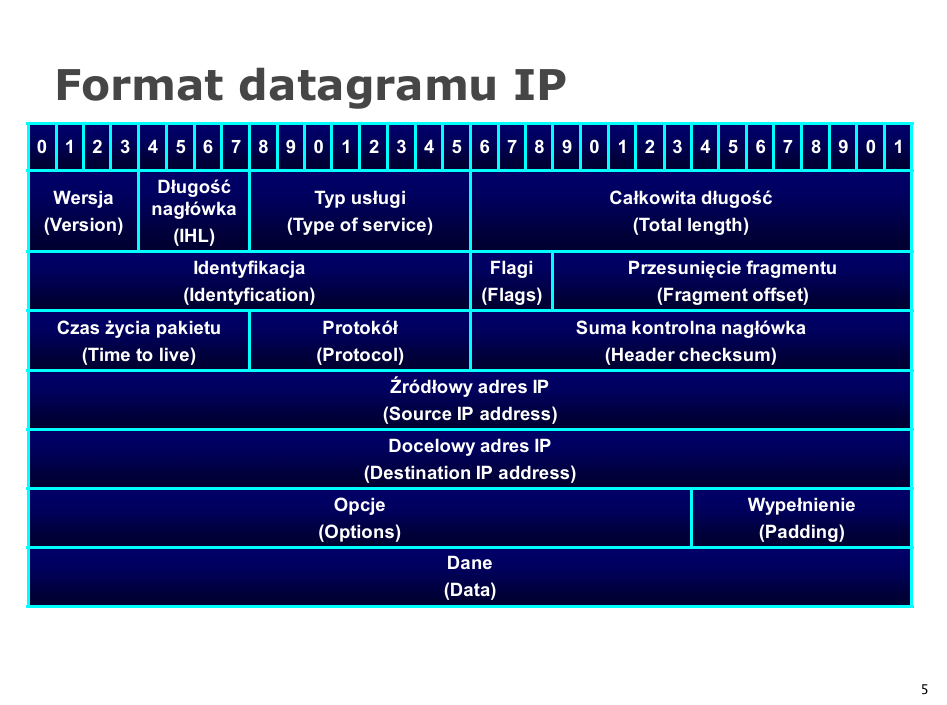 Format datagramu IP
0 1 2 3 4 5 6 7 8 9 0 1 2 3 4 5 6 7 8 9 0 1 2 3 4 5 6 7 8 9 0 1
Wersja
(Version)
Długość
nagłówka
(IHL)
Typ usługi
(Type of service)
Całkowita długość
(Total length)
Identyfikacja
(Identyfication)
Flagi
(Flags)
Przesunięcie fragmentu
(Fragment offset)
Czas życia pakietu
(Time to live)
Protokół
(Protocol)
Suma kontrolna nagłówka
(Header checksum)
Źródłowy adres IP
(Source IP address)
Docelowy adres IP
(Destination IP address)
Opcje
(Options)
Wypełnienie
(Padding)
Dane
(Data)
5